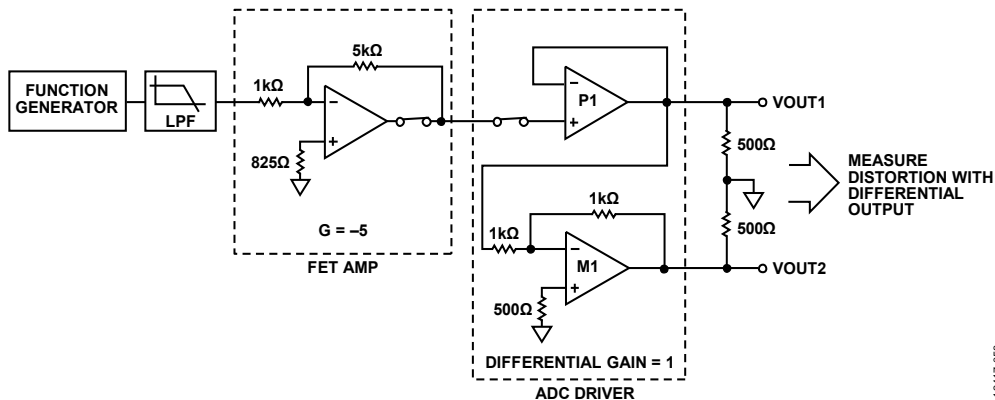 FUNCTION
GENERATOR
LPF
1kΩ
5kΩ
−
+
825Ω
G = –5
FET AMP
−
P1
+
1kΩ
1kΩ
−
M1
+
500Ω
DIFFERENTIAL GAIN = 1
ADC DRIVER
VOUT1
500Ω
500Ω
VOUT2
MEASURE
DISTORTION WITH
DIFFERENTIAL
OUTPUT